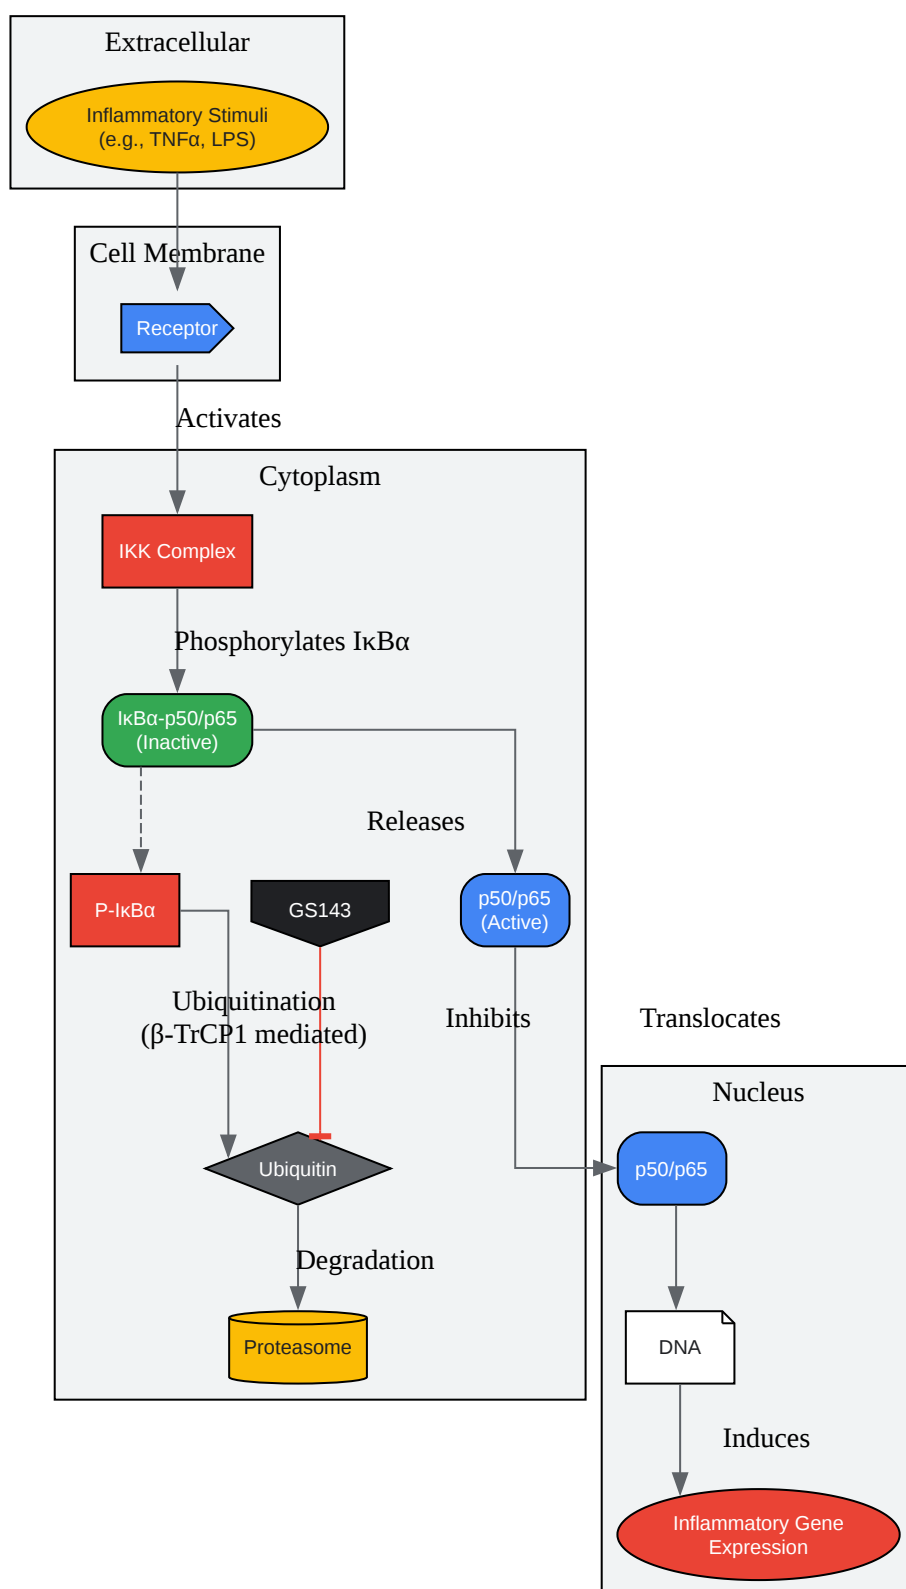 Extracellular
Inflammatory Stimuli
(e.g., TNFα, LPS)
Cell Membrane
Receptor
Activates
Cytoplasm
IKK Complex
Phosphorylates IκBα
IκBα-p50/p65
(Inactive)
Releases
P-IκBα
GS143
p50/p65
(Active)
Ubiquitination
(β-TrCP1 mediated)
Inhibits
Translocates
Nucleus
Ubiquitin
p50/p65
Degradation
Proteasome
DNA
Induces
Inflammatory Gene
Expression